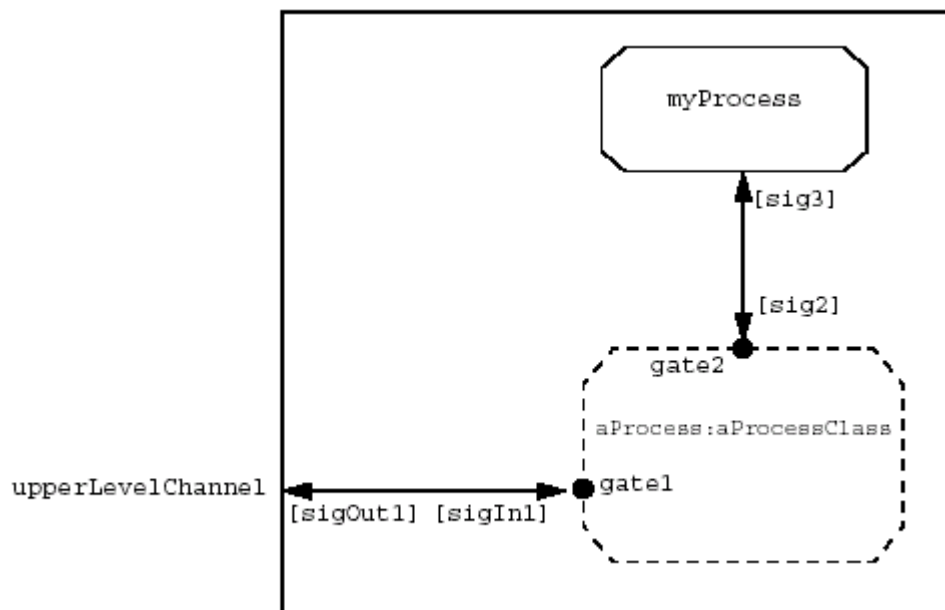 myProcess
[sig3]
[sig2]
gate2
aProcess:aProcessClass
upperLevelChannel
gate1
[sigOut1] [sigIn1]